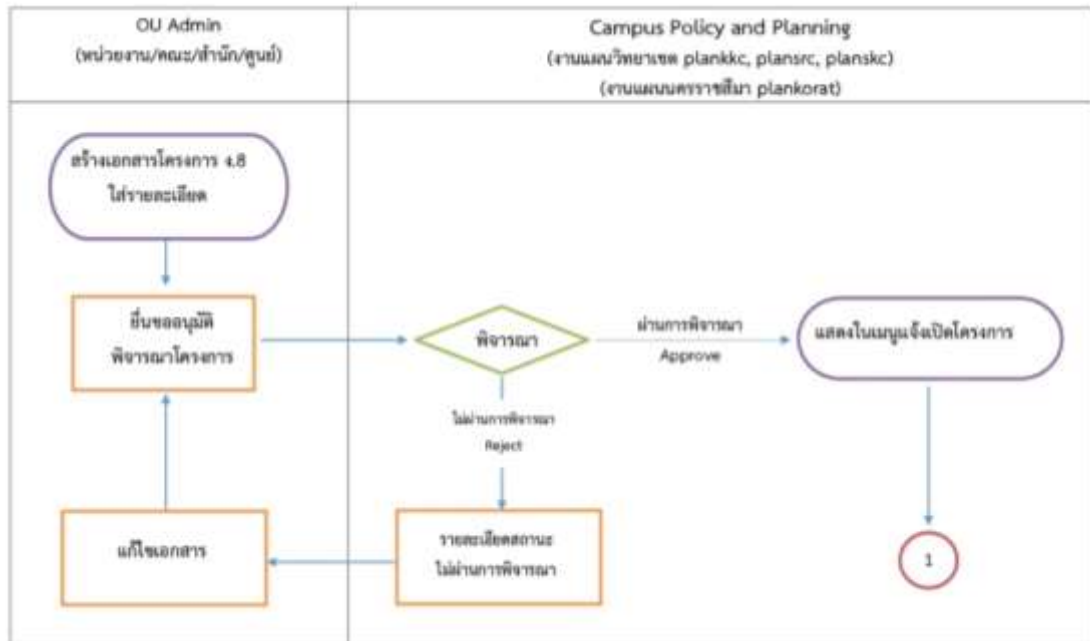 OU Admin
(หน่วยงาน/คณะ/สำนัก/ศูนย์)
Campus Policy and Planning
(งานแผนวิทยาเขต plankkc, plansrc, planskc)
(งานแผนนครราชสีมา plankorat)
สร้างเอกสารโครงการ ง.8
ใส่รายละเอียด
ยื่นขออนุมัติ
พิจารณาโครงการ
พิจารณา
ผ่านการพิจารณา
Approve
แสดงในเมนูแจ้งเปิดโครงการ
ไม่ผ่านการพิจารณา
Reject
แก้ไขเอกสาร
รายละเอียดสถานะ
ไม่ผ่านการพิจารณา
1